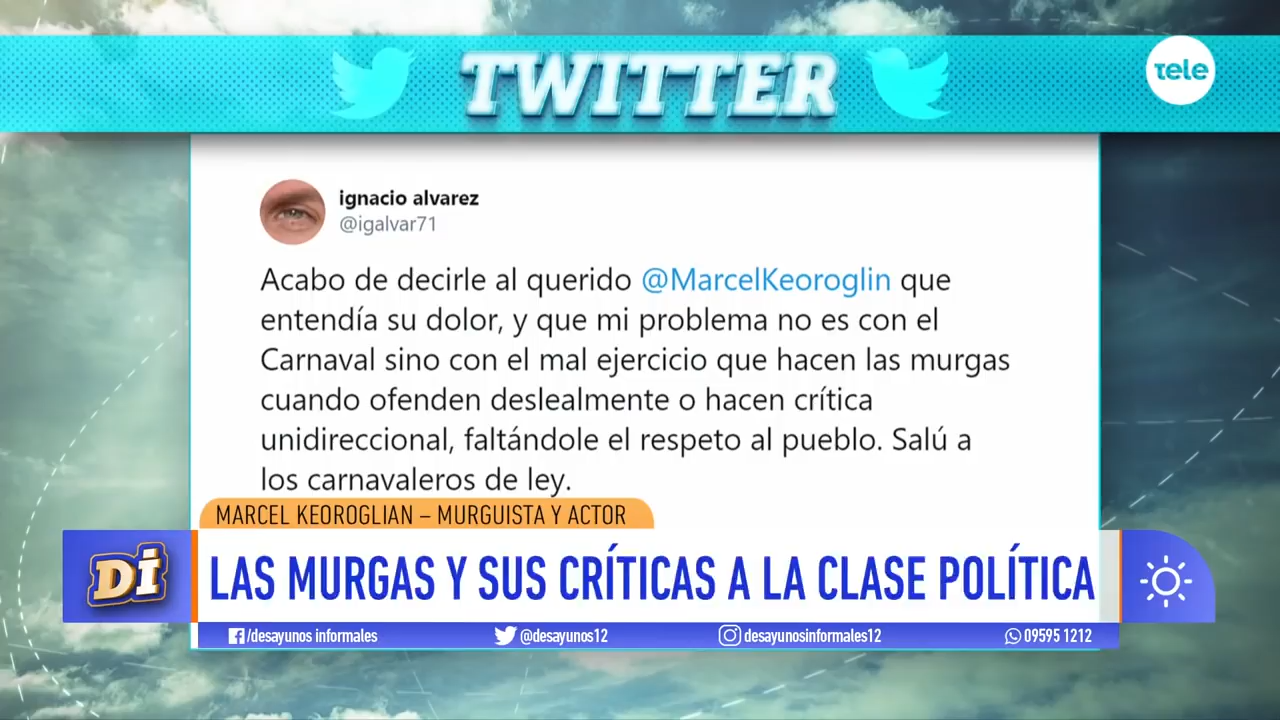 TWITTER
tele
ignacio alvarez
@igalvar71
Acabo de decirle al querido @MarcelKeoroglin que
entendía su dolor, y que mi problema no es con el
Carnaval sino con el mal ejercicio que hacen las murgas
cuando ofenden deslealmente o hacen crítica
unidireccional, faltándole el respeto al pueblo. Salú a
los carnavaleros de ley.
MARCEL KEOROGLIAN – MURGUISTA Y ACTOR
Di
LAS MURGAS Y SUS CRÍTICAS A LA CLASE POLÍTICA
/desayunos informales
@desayunos12
desayunosinformales12
09595 1212